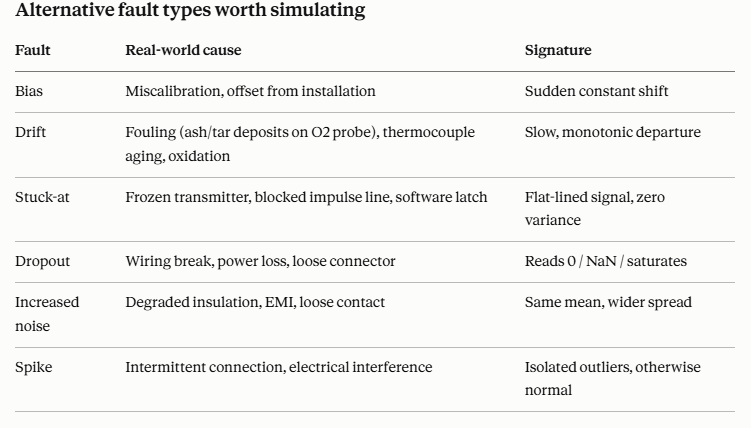 Alternative fault types worth simulating
Fault Real-world cause Signature
Bias Miscalibration, offset from installation Sudden constant shift
Drift Fouling (ash/tar deposits on O2 probe), thermocouple Slow, monotonic departure
aging, oxidation
Stuck-at Frozen transmitter, blocked impulse line, software latch Flat-lined signal, zero
variance
Dropout Wiring break, power loss, loose connector Reads 0 / NaN / saturates
Increased Degraded insulation, EMI, loose contact Same mean, wider spread
noise
Spike Intermittent connection, electrical interference Isolated outliers, otherwise
normal